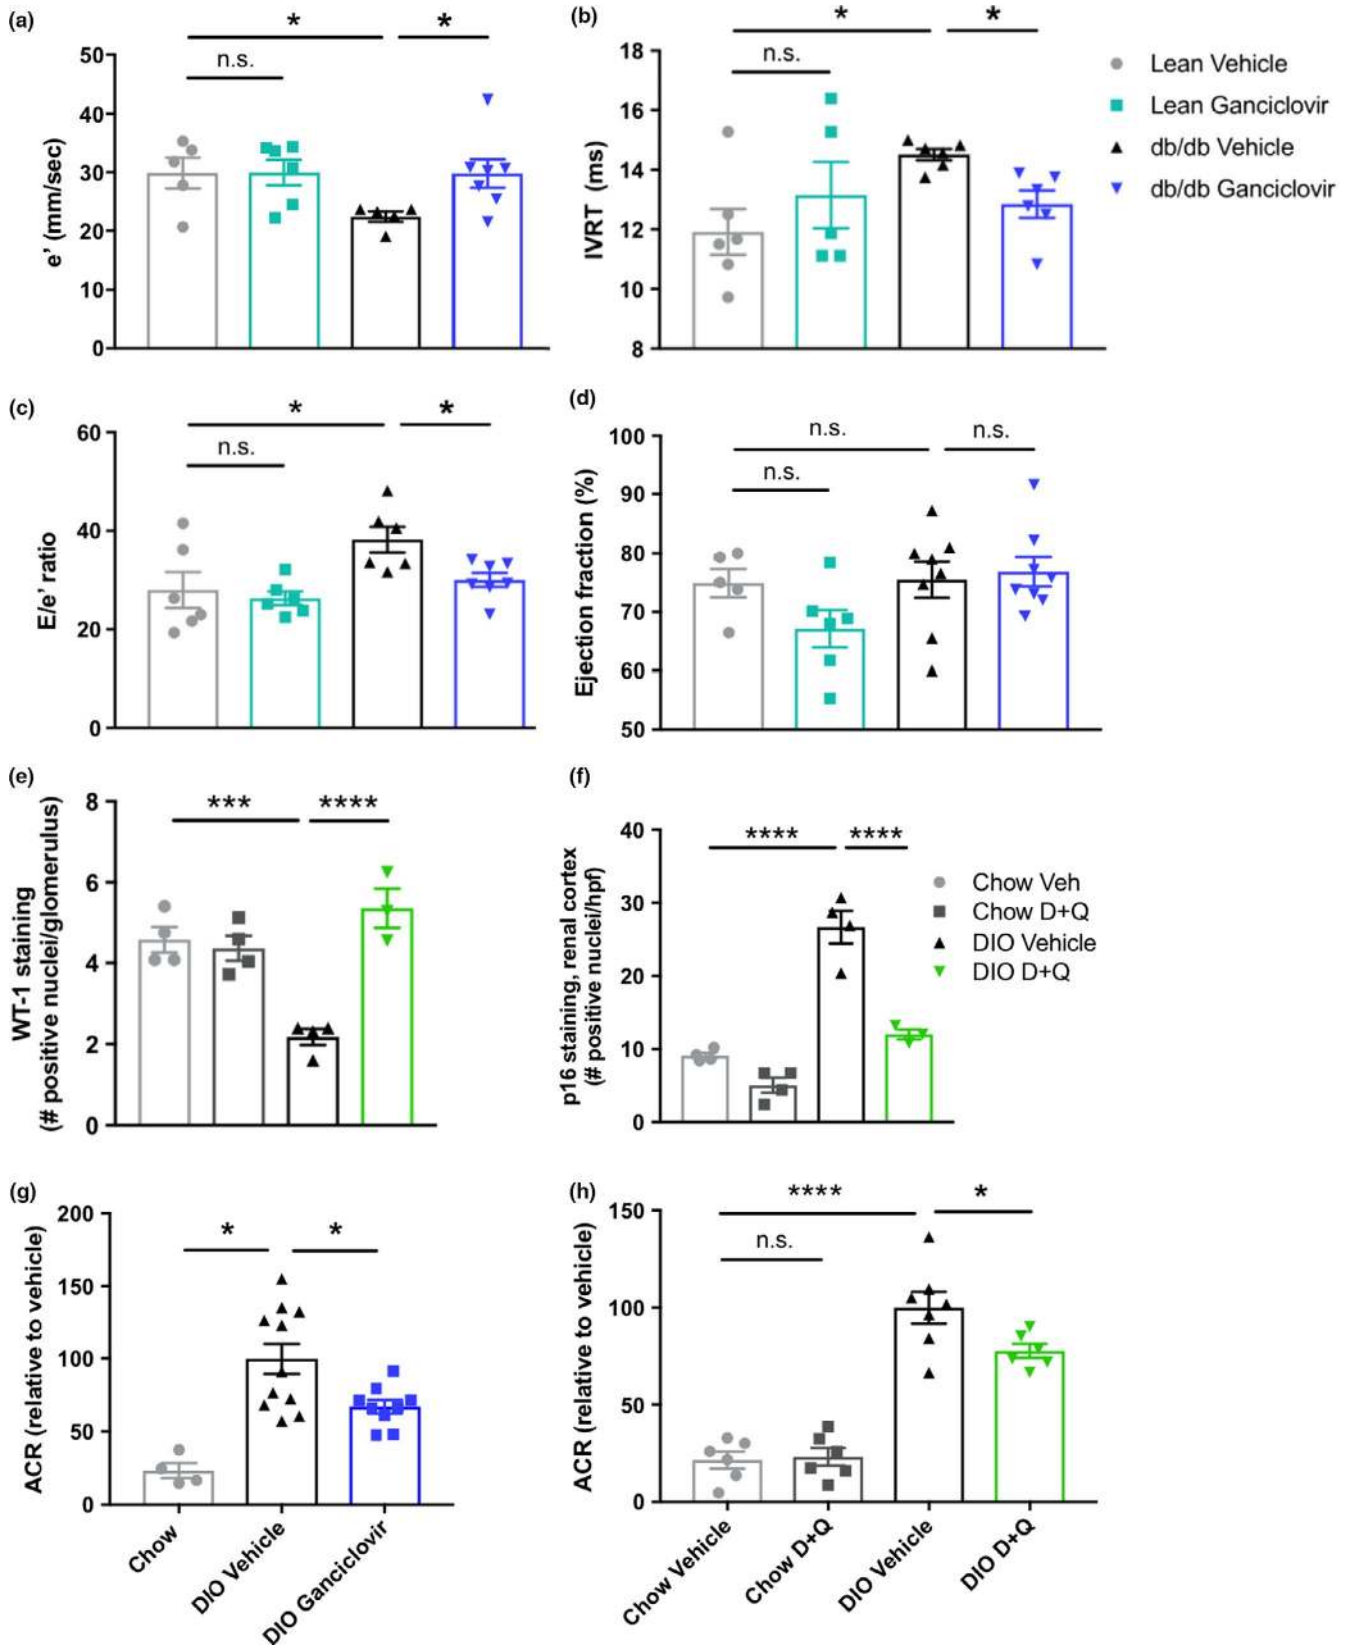 (a)
*
*
n.s.
50
40
30
20
10
0
e' (mm/sec)
(b)
*
*
n.s.
18
16
14
12
10
8
IVRT (ms)
Lean Vehicle
Lean Ganciclovir
db/db Vehicle
db/db Ganciclovir
(c)
*
*
n.s.
60
40
20
0
E/e' ratio
(d)
n.s.
n.s.
n.s.
100
90
80
70
60
50
Ejection fraction (%)
(e)
***
****
8
6
4
2
0
WT-1 staining
(# positive nuclei/glomerulus)
(f)
****
****
40
30
20
10
0
p16 staining, renal cortex
(# positive nuclei/hpf)
Chow Veh
Chow D+Q
DIO Vehicle
DIO D+Q
(g)
*
*
200
150
100
50
0
ACR (relative to vehicle)
Chow
DIO Vehicle
DIO Ganciclovir
(h)
****
*
n.s.
150
100
50
0
ACR (relative to vehicle)
Chow Vehicle
Chow D+Q
DIO Vehicle
DIO D+Q